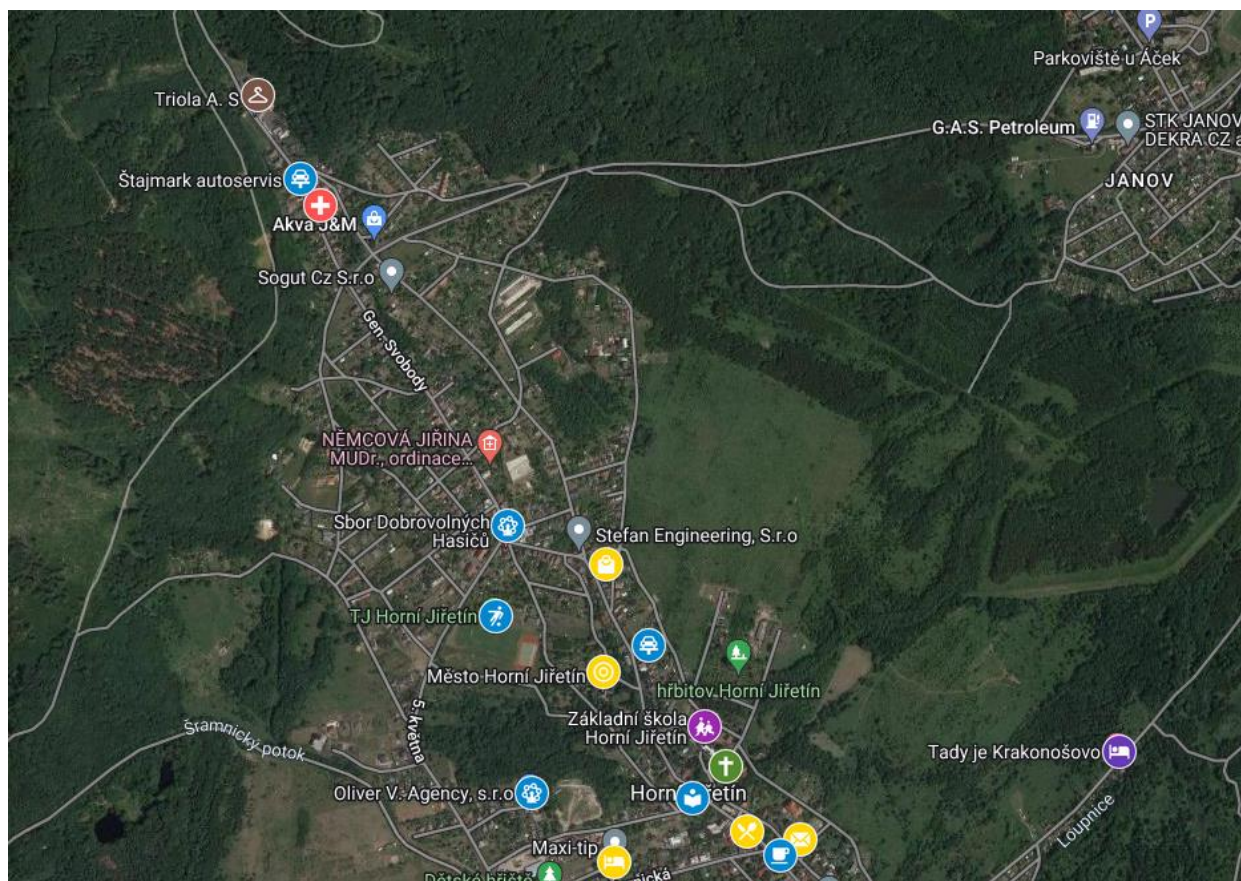 Parkoviště u Áček
Triola A. S
G.A.S. Petroleum
STK JANOV
DEKRA CZ a
JANOV
Štajmark autoservis
Akva J&M
Sogut Cz S.r.o
Gen. Svobody
NĚMCOVÁ JIŘINA
MUDr., ordinace...
Sbor Dobrovolných
Hasičů
Stefan Engineering, S.r.o
TJ Horní Jiřetín
Město Horní Jiřetín
hřbitov Horní Jiřetín
5. května
Základní škola
Horní Jiřetín
Šramnický potok
Tady je Krakonošovo
Oliver V. Agency, s.r.o
Loupnice
Maxi-tip
Dětské hřiště